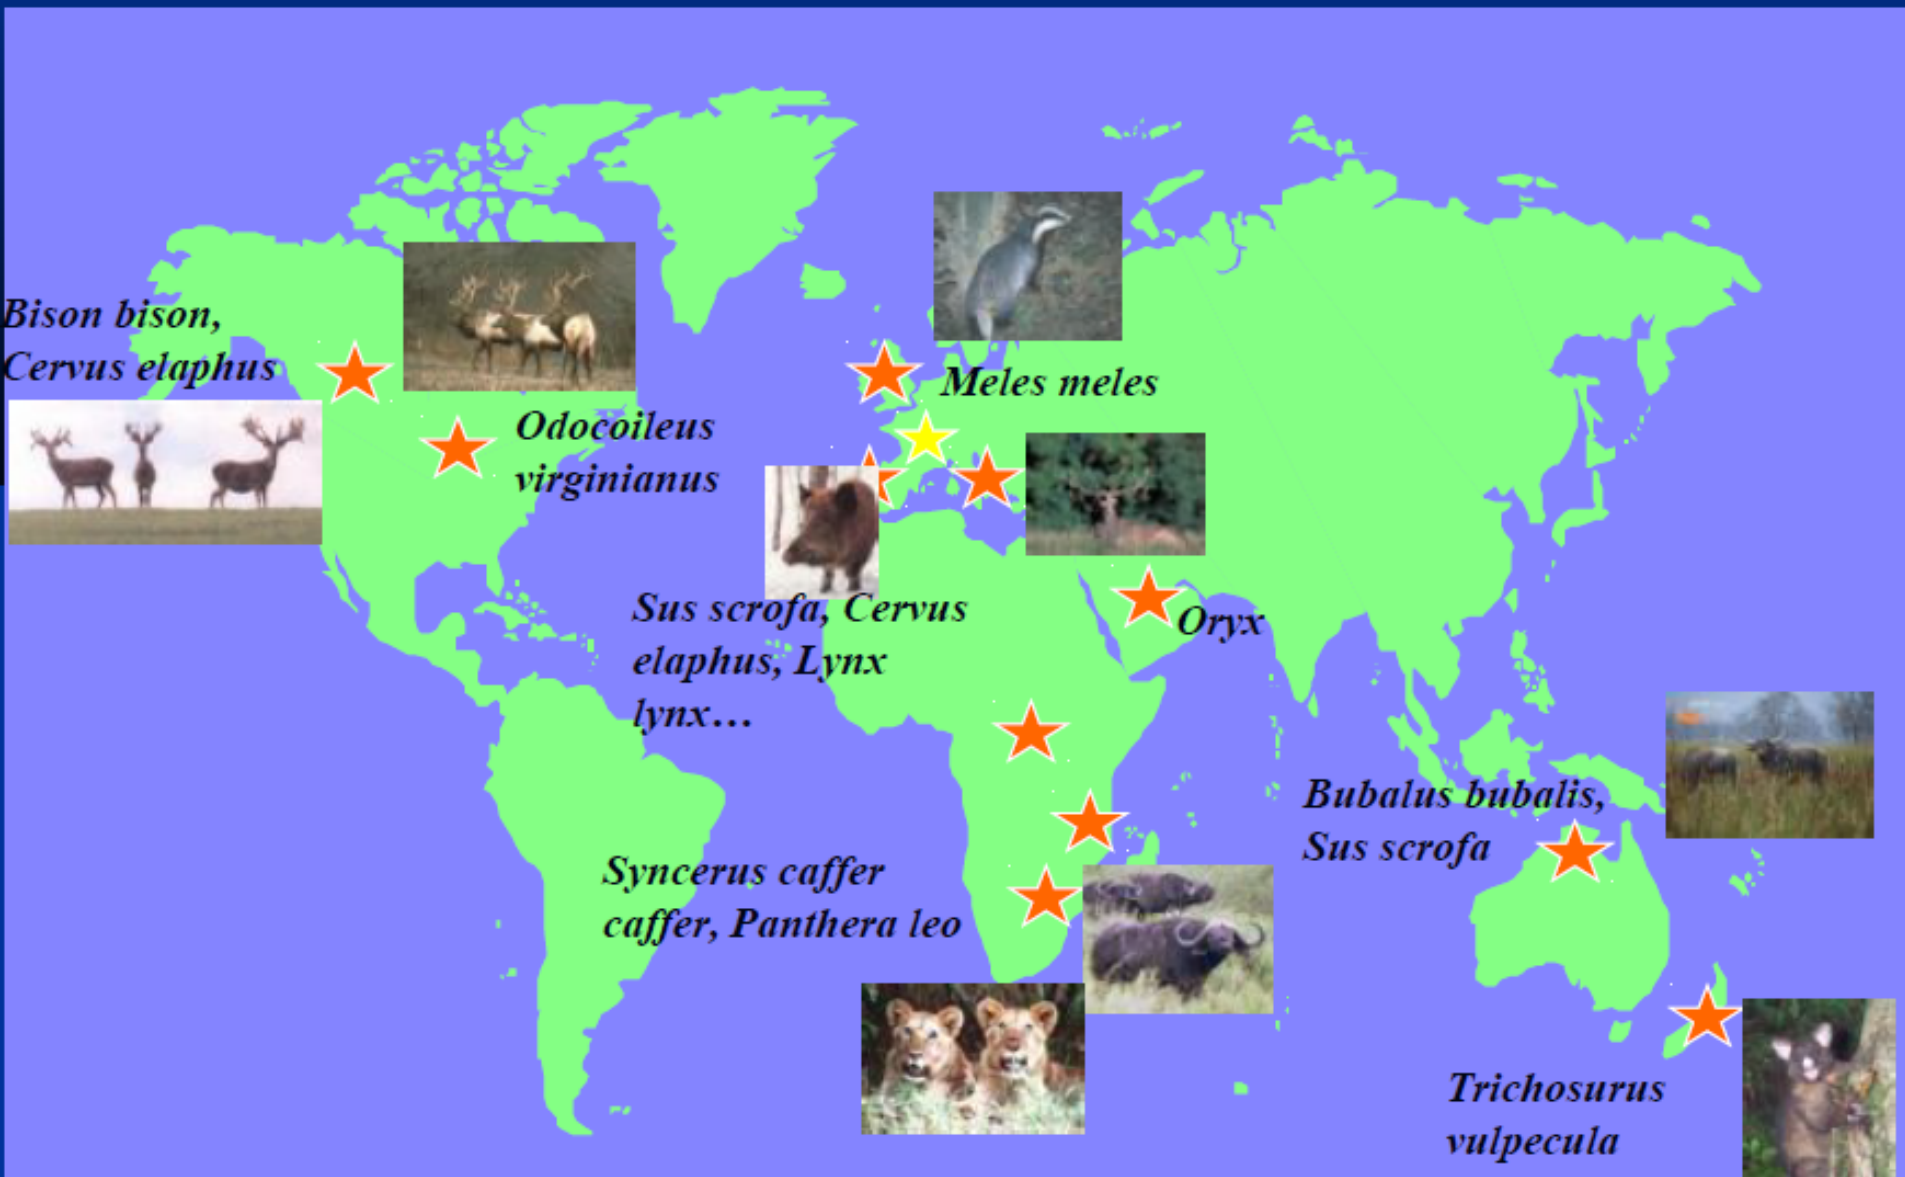 Bison bison,
Cervus elaphus
Odocoileus
virginianus
Meles meles
Sus scrofa, Cervus
elaphus, Lynx
lynx…
Oryx
Syncerus caffer
caffer, Panthera leo
Bubalus bubalis,
Sus scrofa
Trichosurus
vulpecula